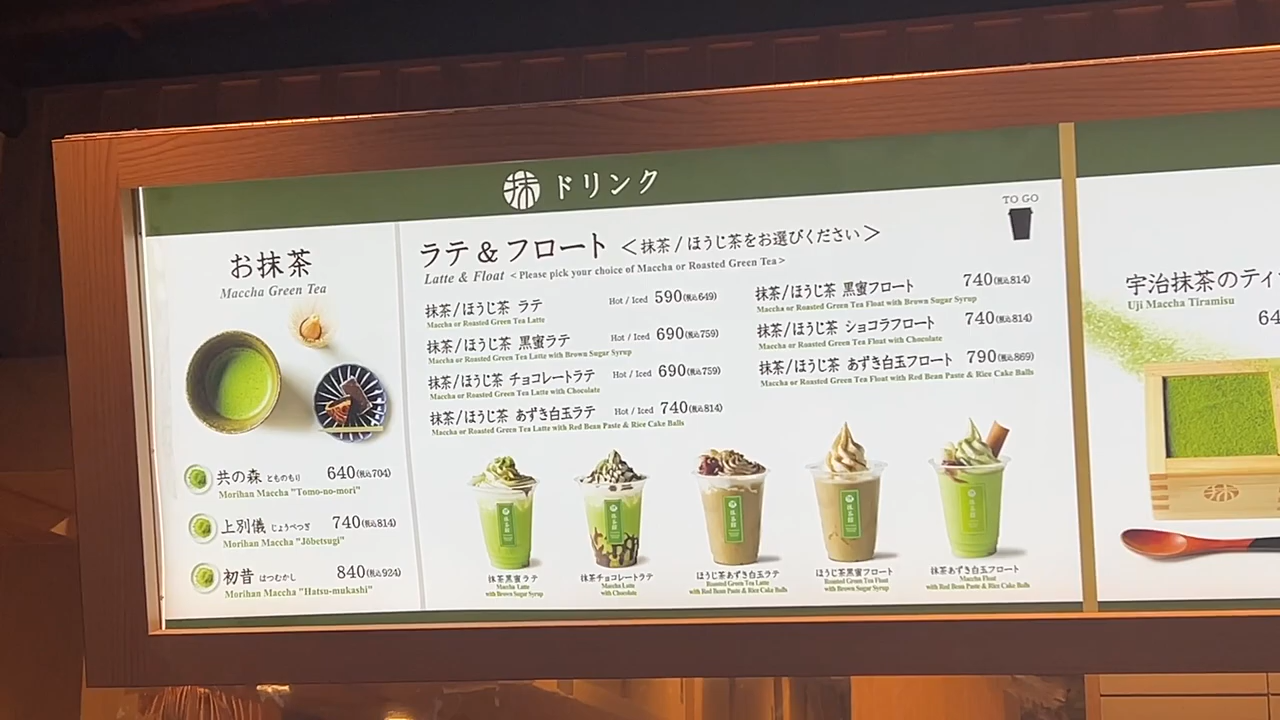 抹 ドリンク
お抹茶
Maccha Green Tea
共の森 とものもり 640(税込704)
Morihan Maccha "Tomo-no-mori"
上別儀 じょうべつぎ 740(税込814)
Morihan Maccha "Jōbetsugi"
初昔 はつむかし 840(税込924)
Morihan Maccha "Hatsu-mukashi"
ラテ & フロート <抹茶/ほうじ茶をお選びください>
Latte & Float < Please pick your choice of Maccha or Roasted Green Tea>
TO GO
抹茶/ほうじ茶 ラテ Hot / Iced 590(税込649)
Maccha or Roasted Green Tea Latte
抹茶/ほうじ茶 黒蜜ラテ Hot / Iced 690(税込759)
Maccha or Roasted Green Tea Latte with Brown Sugar Syrup
抹茶/ほうじ茶 チョコレートラテ Hot / Iced 690(税込759)
Maccha or Roasted Green Tea Latte with Chocolate
抹茶/ほうじ茶 あずき白玉ラテ Hot / Iced 740(税込814)
Maccha or Roasted Green Tea Latte with Red Bean Paste & Rice Cake Balls
抹茶/ほうじ茶 黒蜜フロート 740(税込814)
Maccha or Roasted Green Tea Float with Brown Sugar Syrup
抹茶/ほうじ茶 ショコラフロート 740(税込814)
Maccha or Roasted Green Tea Float with Chocolate
抹茶/ほうじ茶 あずき白玉フロート 790(税込869)
Maccha or Roasted Green Tea Float with Red Bean Paste & Rice Cake Balls
抹茶館
抹茶館
抹茶館
抹茶館
抹茶館
抹茶黒蜜ラテ
Maccha Latte
with Brown Sugar Syrup
抹茶チョコレートラテ
Maccha Latte
with Chocolate
ほうじ茶あずき白玉ラテ
Roasted Green Tea Latte
with Red Bean Paste & Rice Cake Balls
ほうじ茶黒蜜フロート
Roasted Green Tea Float
with Brown Sugar Syrup
抹茶あずき白玉フロート
Maccha Float
with Red Bean Paste & Rice Cake Balls
宇治抹茶のティ
Uji Maccha Tiramisu
64